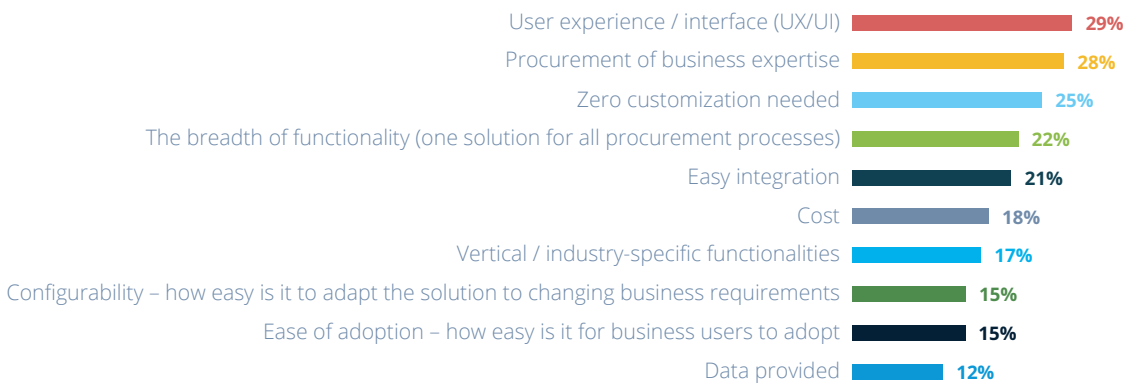 User experience / interface (UX/UI) 29%
Procurement of business expertise 28%
Zero customization needed 25%
The breadth of functionality (one solution for all procurement processes) 22%
Easy integration 21%
Cost 18%
Vertical / industry-specific functionalities 17%
Configurability – how easy is it to adapt the solution to changing business requirements 15%
Ease of adoption – how easy is it for business users to adopt 15%
Data provided 12%